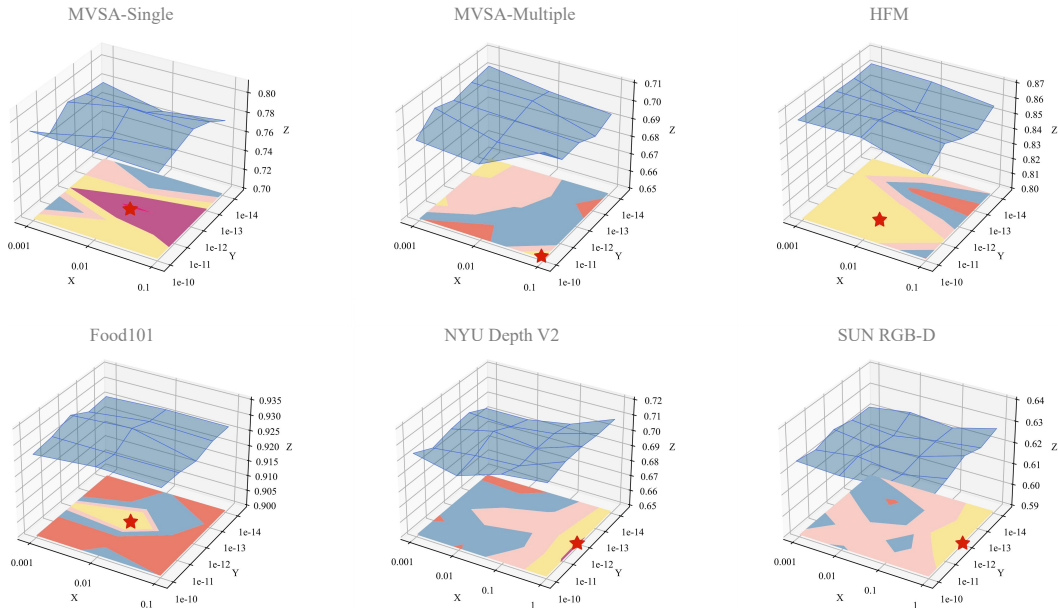 MVSA-Single
0.80
0.78
Z
0.76
0.74
0.72
0.70
1e-14
1e-13
1e-12
Y
1e-11
1e-10
0.001
0.01
0.1
X
MVSA-Multiple
0.71
0.70
0.69
Z
0.68
0.67
0.66
0.65
1e-14
1e-13
1e-12
Y
1e-11
1e-10
0.001
0.01
0.1
X
HFM
0.87
0.86
0.85
0.84
Z
0.83
0.82
0.81
0.80
1e-14
1e-13
1e-12
Y
1e-11
1e-10
0.001
0.01
0.1
X
Food101
0.935
0.930
0.925
0.920
Z
0.915
0.910
0.905
0.900
1e-14
1e-13
1e-12
Y
1e-11
1e-10
0.001
0.01
0.1
X
NYU Depth V2
0.72
0.71
0.70
0.69
Z
0.68
0.67
0.66
0.65
1e-14
1e-13
1e-12
Y
1e-11
1e-10
0.001
0.01
1
X
SUN RGB-D
0.64
0.63
0.62
Z
0.61
0.60
0.59
1e-14
1e-13
1e-12
Y
1e-11
1e-10
0.001
0.01
1
X